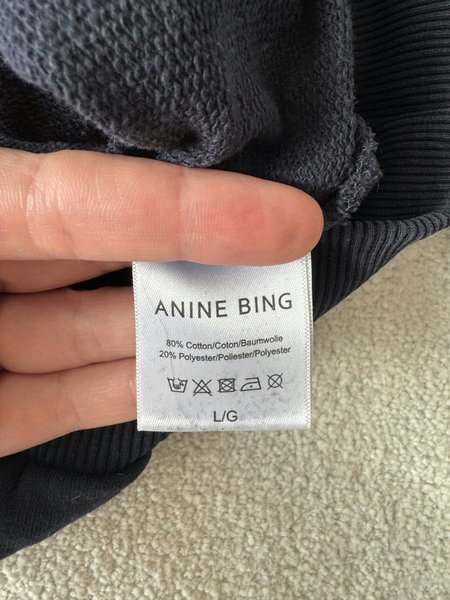 ANINE BING
80% Cotton/Coton/Baumwolle
20% Polyester/Poliester/Polyester
L/G